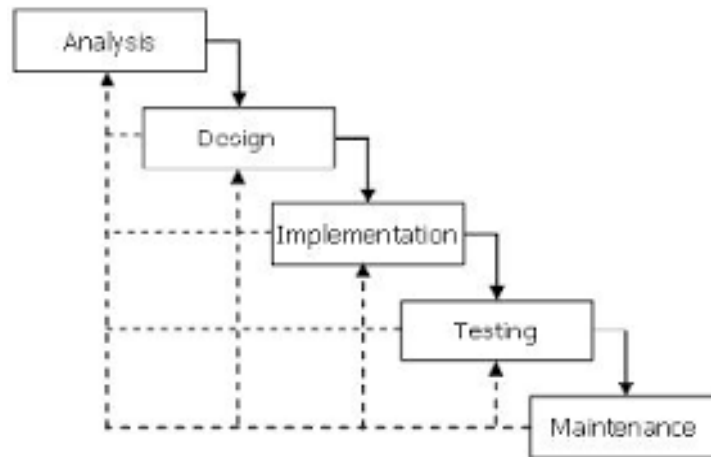 Analysis
Design
Implementation
Testing
Maintenance